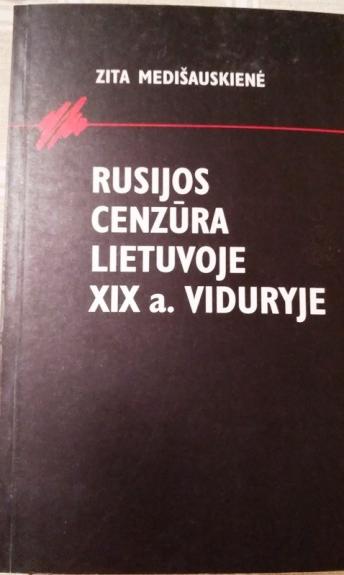 ZITA MEDIŠAUSKIENĖ
RUSIJOS
CENZŪRA
LIETUVOJE
XIX a. VIDURYJE